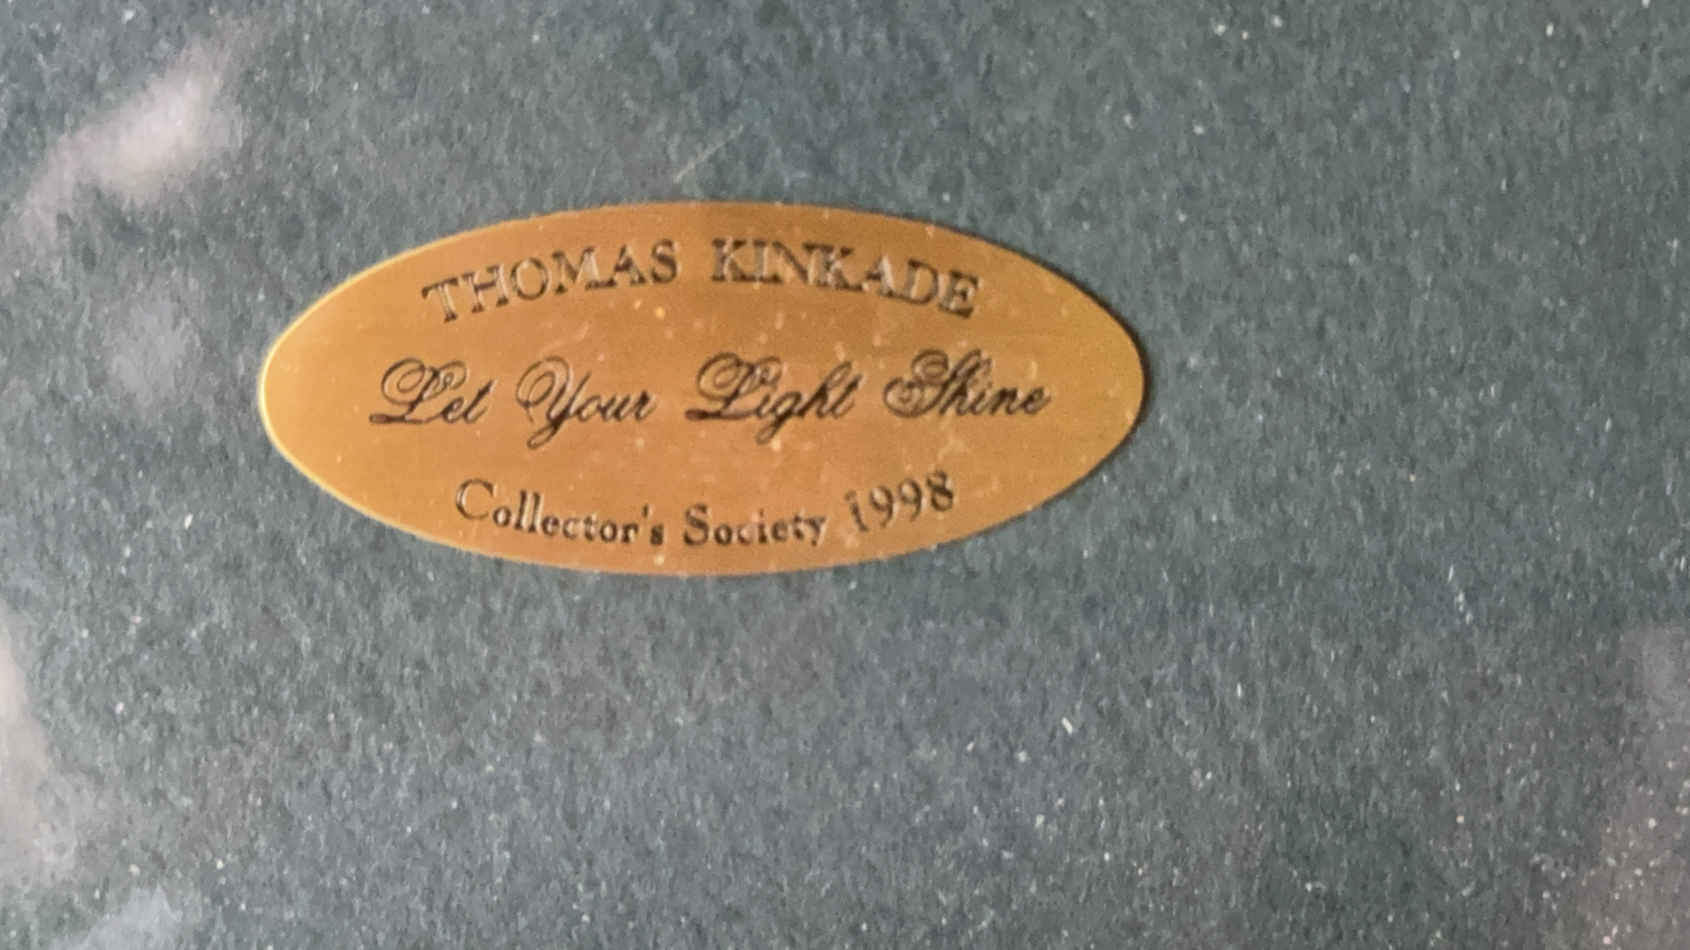 THOMAS KINKADE
Let Your Light Shine
Collector's Society 1998